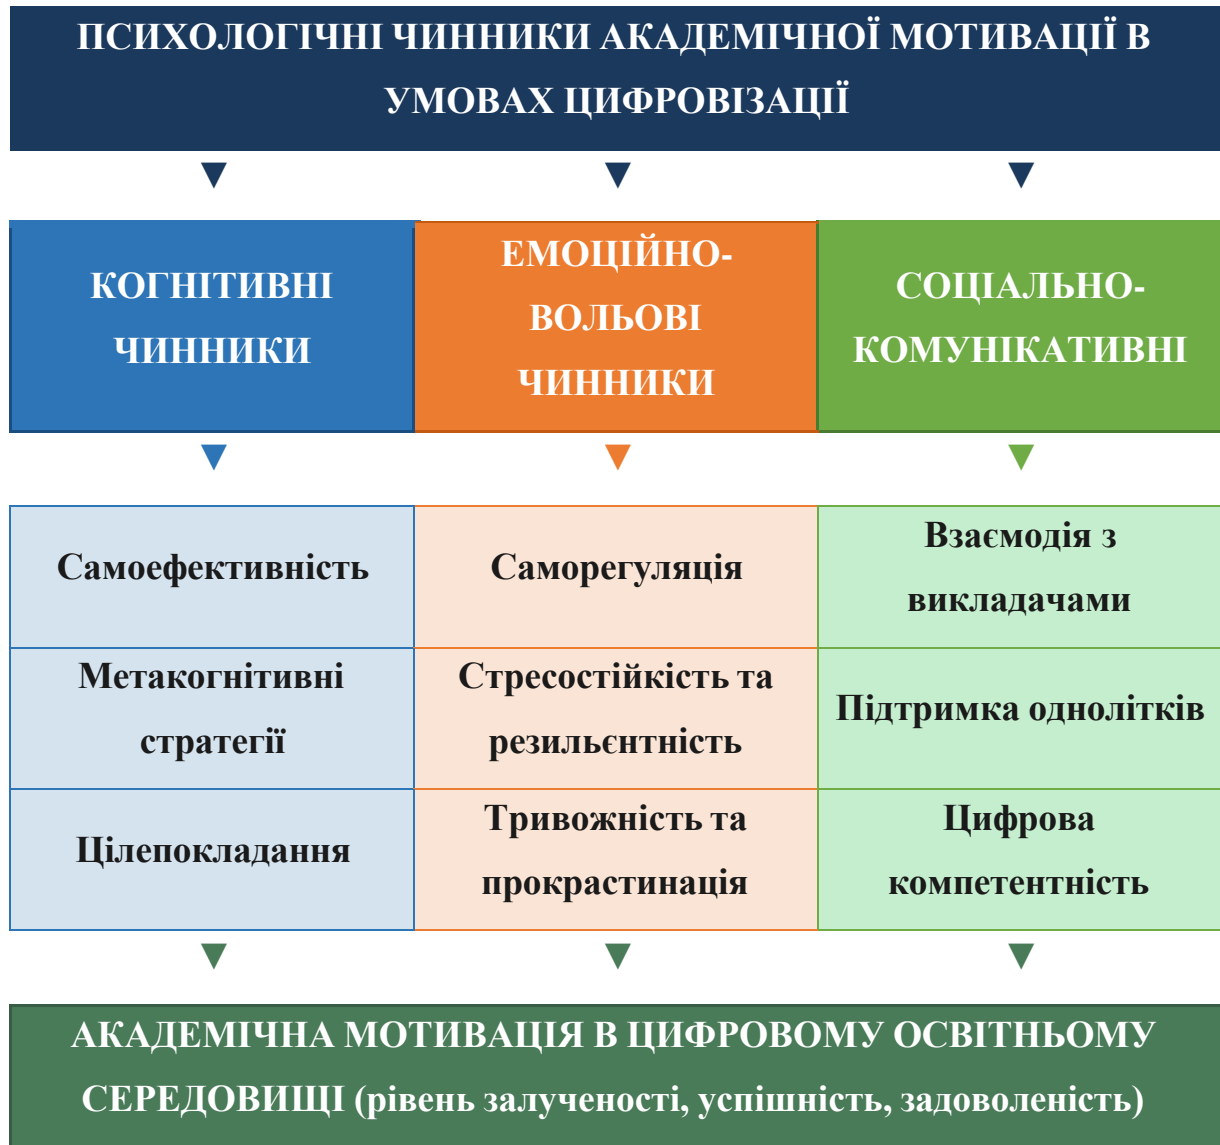 ПСИХОЛОГІЧНІ ЧИННИКИ АКАДЕМІЧНОЇ МОТИВАЦІЇ В
УМОВАХ ЦИФРОВІЗАЦІЇ
КОГНІТИВНІ
ЧИННИКИ
ЕМОЦІЙНО-
ВОЛЬОВІ
ЧИННИКИ
СОЦІАЛЬНО-
КОМУНІКАТИВНІ
Самоефективність
Саморегуляція
Взаємодія з
викладачами
Метакогнітивні
стратегії
Стресостійкість та
резильєнтність
Підтримка однолітків
Цілепокладання
Тривожність та
прокрастинація
Цифрова
компетентність
АКАДЕМІЧНА МОТИВАЦІЯ В ЦИФРОВОМУ ОСВІТНЬОМУ
СЕРЕДОВИЩІ (рівень залученості, успішність, задоволеність)